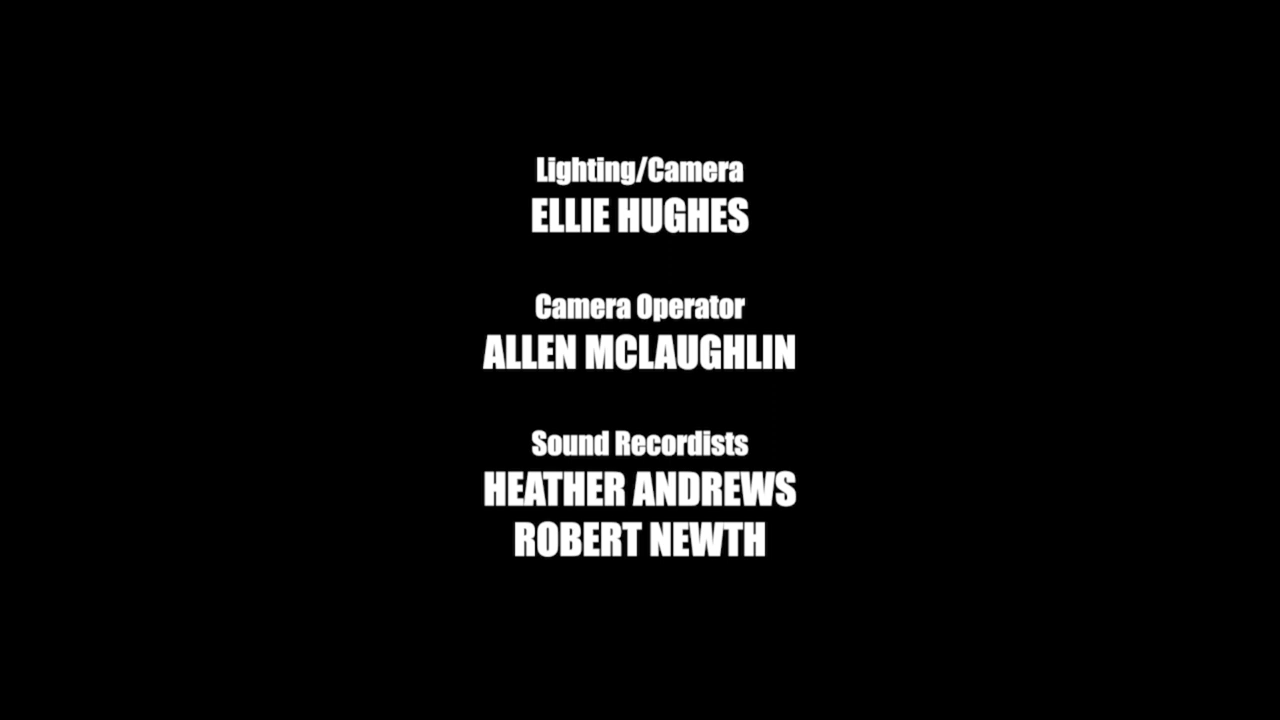 Lighting/Camera
ELLIE HUGHES
Camera Operator
ALLEN MCLAUGHLIN
Sound Recordists
HEATHER ANDREWS
ROBERT NEWTH